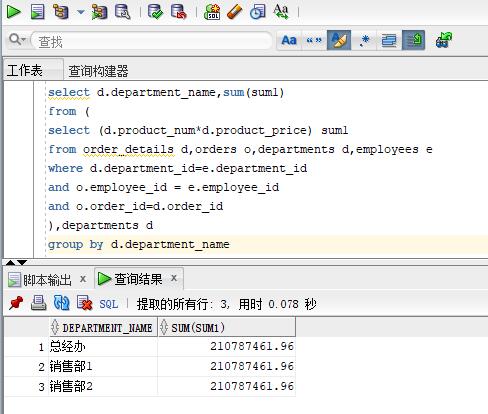 SQL
查找
Aa “” .*
工作表 查询构建器
select d.department_name,sum(sum1)
from (
select (d.product_num*d.product_price) sum1
from order_details d,orders o,departments d,employees e
where d.department_id=e.department_id
and o.employee_id = e.employee_id
and o.order_id=d.order_id
),departments d
group by d.department_name
脚本输出 x 查询结果 x
SQL | 提取的所有行: 3, 用时 0.078 秒
DEPARTMENT_NAME SUM(SUM1)
1 总经办 210787461.96
2 销售部1 210787461.96
3 销售部2 210787461.96